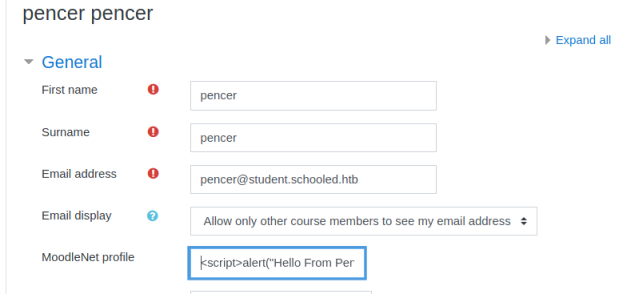 pencer pencer
Expand all
General
First name
pencer
Surname
pencer
Email address
pencer@student.schooled.htb
Email display
Allow only other course members to see my email address
MoodleNet profile
<script>alert("Hello From Pen